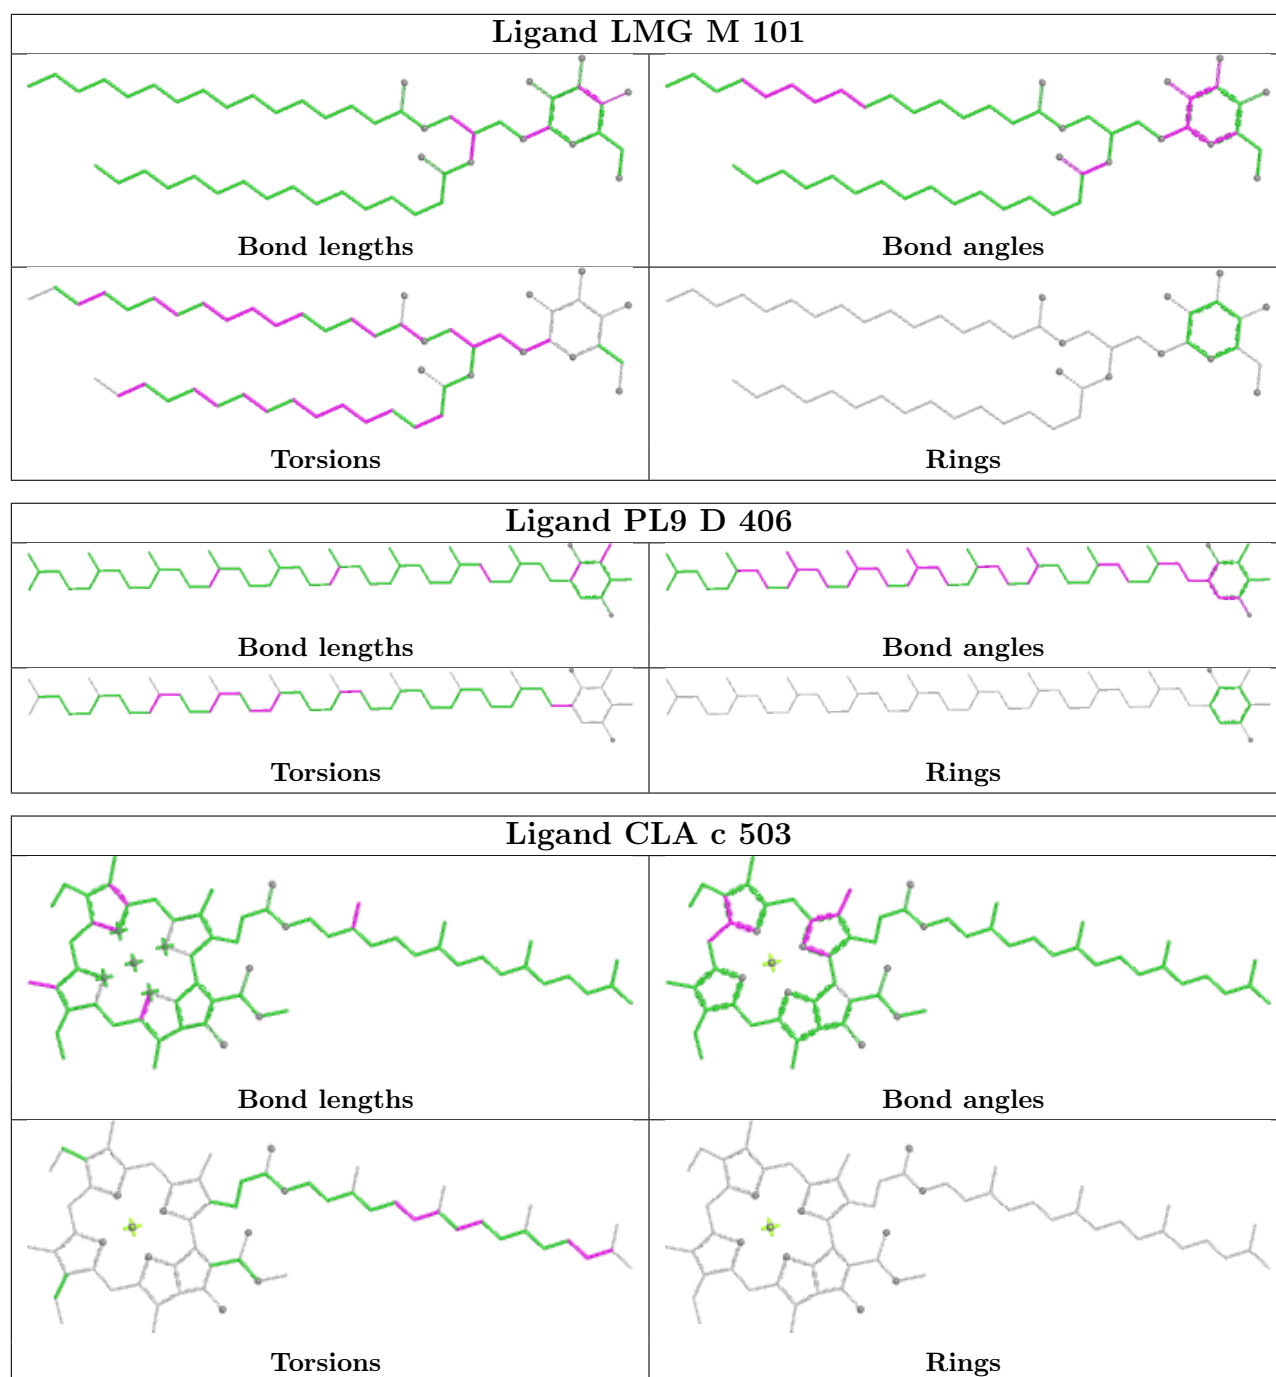 Ligand LMG M 101
Bond lengths
Bond angles
Torsions
Rings
Ligand PL9 D 406
Bond lengths
Bond angles
Torsions
Rings
Ligand CLA c 503
Bond lengths
Bond angles
Torsions
Rings